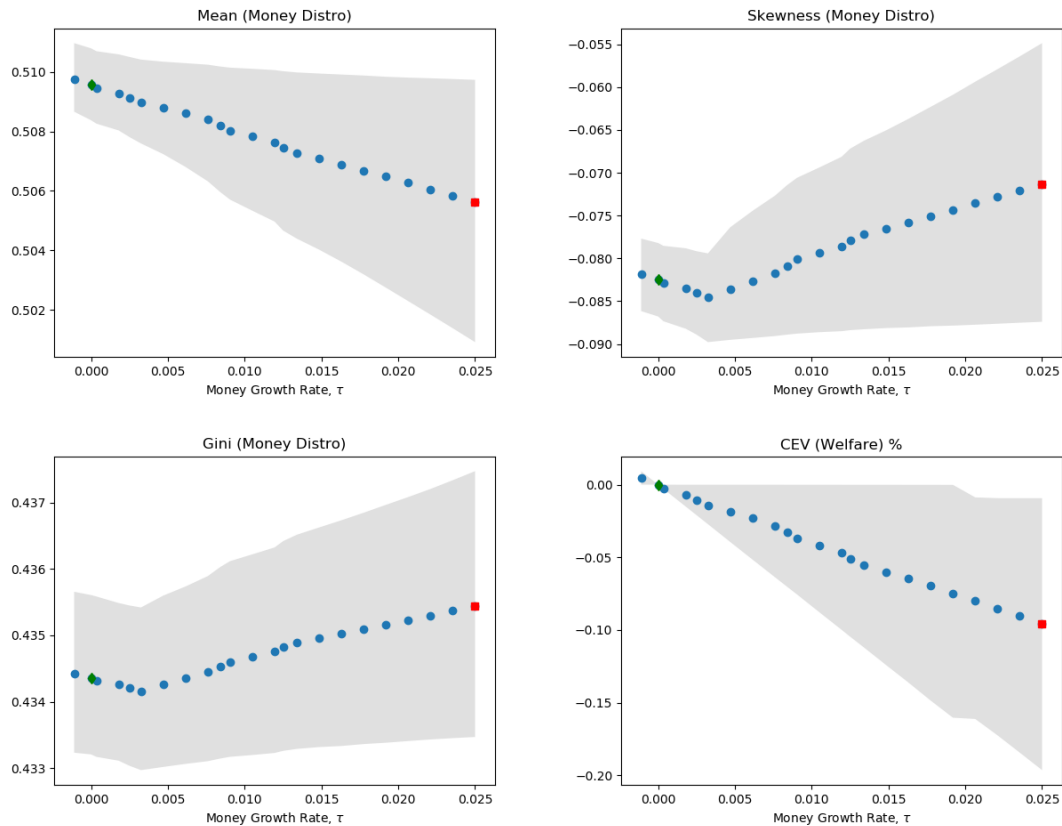 Mean (Money Distro)
0.510
0.508
0.506
0.504
0.502
0.000 0.005 0.010 0.015 0.020 0.025
Money Growth Rate, τ
Skewness (Money Distro)
−0.055
−0.060
−0.065
−0.070
−0.075
−0.080
−0.085
−0.090
0.000 0.005 0.010 0.015 0.020 0.025
Money Growth Rate, τ
Gini (Money Distro)
0.437
0.436
0.435
0.434
0.433
0.000 0.005 0.010 0.015 0.020 0.025
Money Growth Rate, τ
CEV (Welfare) %
0.00
−0.05
−0.10
−0.15
−0.20
0.000 0.005 0.010 0.015 0.020 0.025
Money Growth Rate, τ